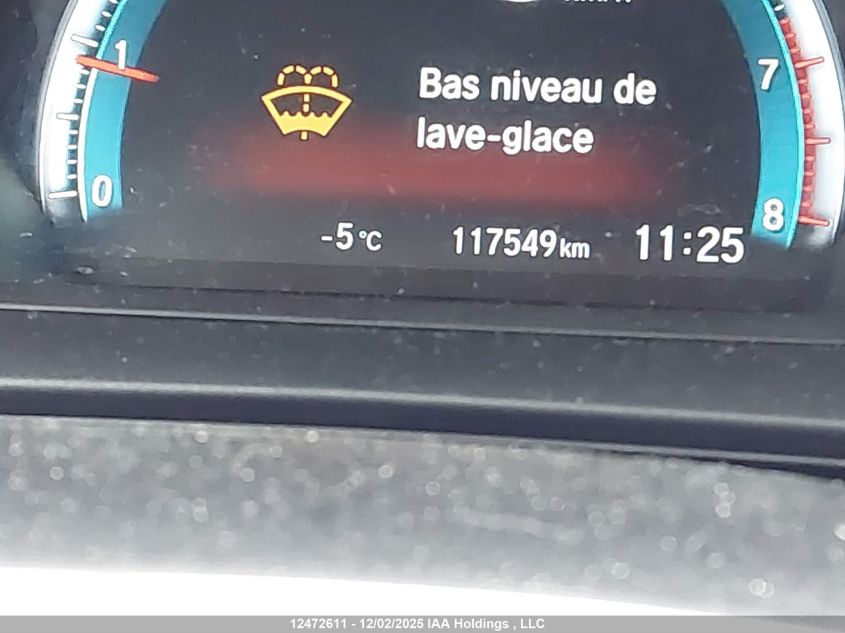 1
7
Bas niveau de
lave-glace
0
8
-5°C 117549km 11:25
12472611 - 12/02/2025 IAA Holdings , LLC